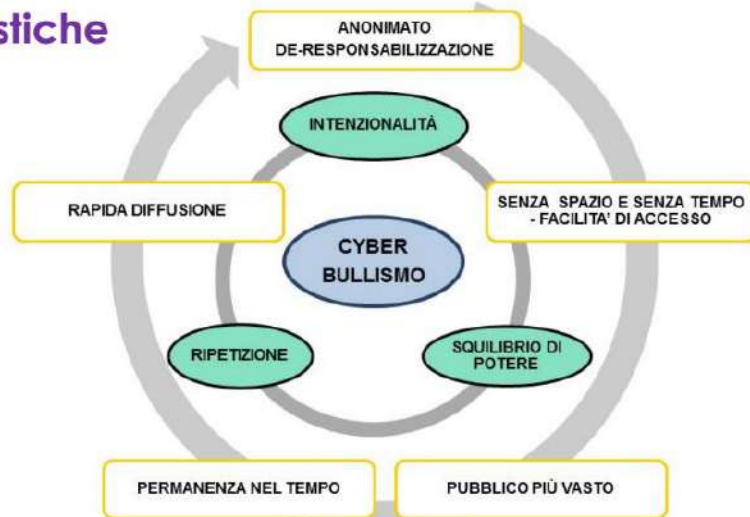 stiche
ANONIMATO
DE-RESPONSABILIZZAZIONE
INTENZIONALITÀ
RAPIDA DIFFUSIONE
SENZA SPAZIO E SENZA TEMPO
- FACILITA' DI ACCESSO
CYBER
BULLISMO
RIPETIZIONE
SQUILIBRIO DI
POTERE
PERMANENZA NEL TEMPO
PUBBLICO PIÙ VASTO